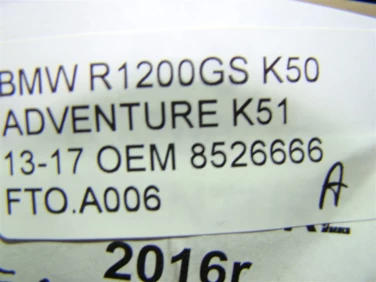 BMW R1200GS K50
ADVENTURE K51
13-17 OEM 8526666
FTO.A006 A
2016r